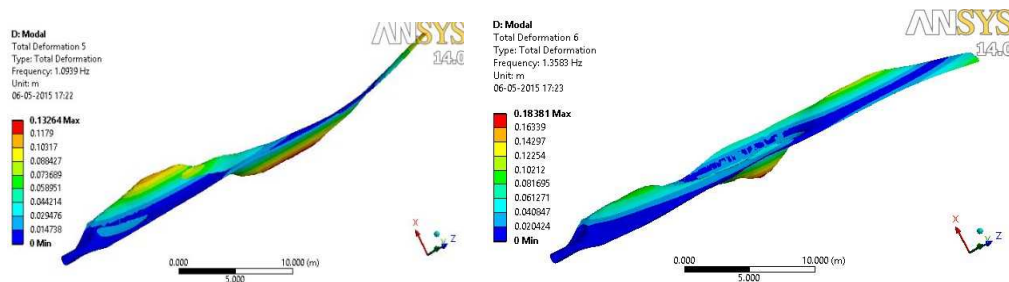 D: Modal
Total Deformation 5
Type: Total Deformation
Frequency: 1.0939 Hz
Unit: m
06-05-2015 17:22
0.13264 Max
0.1179
0.10317
0.088427
0.073689
0.058951
0.044214
0.029476
0.014738
0 Min
ANSYS
14.0
X
Y
Z
0.000
10.000 (m)
5.000
D: Modal
Total Deformation 6
Type: Total Deformation
Frequency: 1.3583 Hz
Unit: m
06-05-2015 17:23
0.18381 Max
0.16339
0.14297
0.12254
0.10212
0.081695
0.061271
0.040847
0.020424
0 Min
ANSYS
14.0
X
Y
Z
0.000
10.000 (m)
5.000